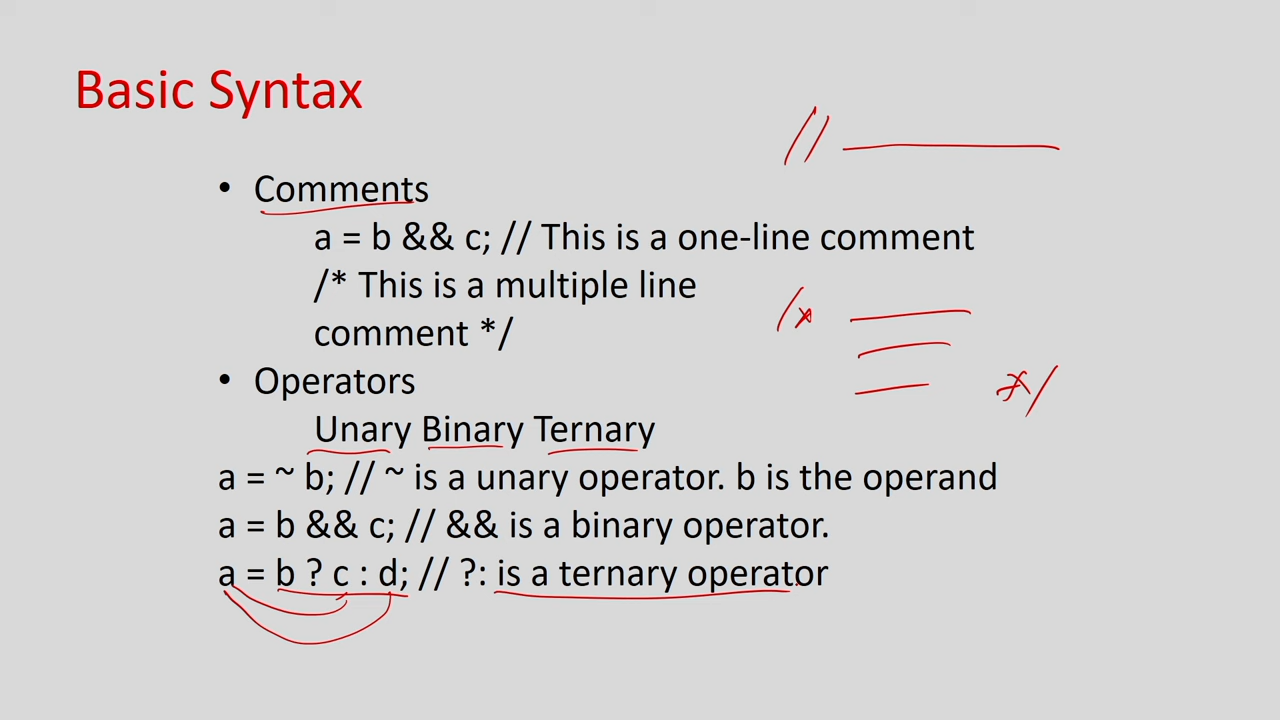 Basic Syntax
//
• Comments
a = b && c; // This is a one-line comment
/* This is a multiple line
comment */
/*
*/
• Operators
Unary Binary Ternary
a = ~ b; // ~ is a unary operator. b is the operand
a = b && c; // && is a binary operator.
a = b ? c : d; // ?: is a ternary operator